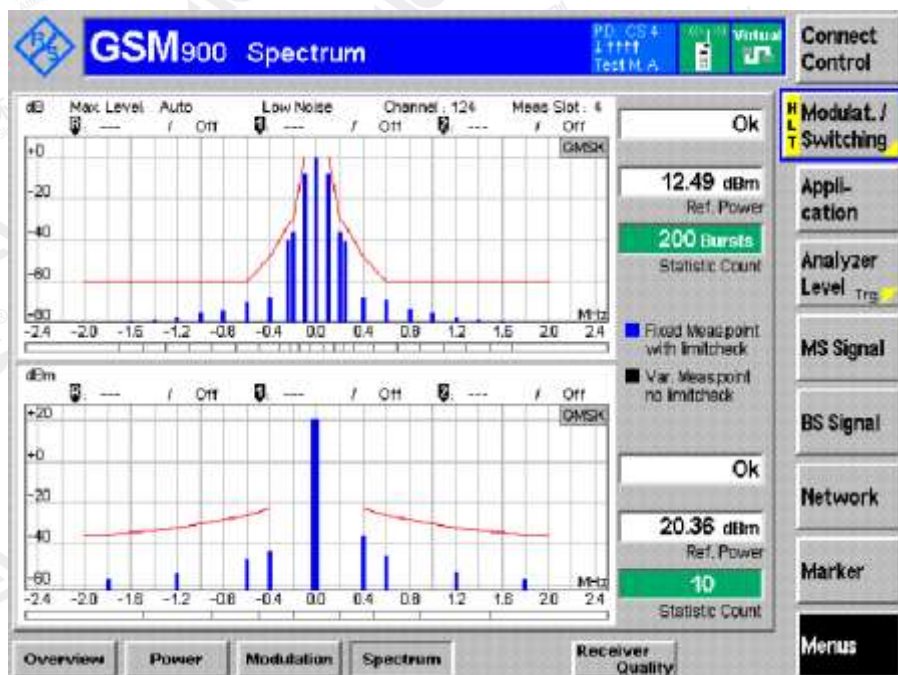 GSM900 Spectrum
PD. CS4
Test M. A
Virtual
Connect Control
dB Max. Level Auto Low Noise Channel : 124 Meas Slot : 4
--- / Off --- / Off --- / Off
GMSK
+0
-20
-40
-60
-80
MHz
-2.4 -2.0 -1.6 -1.2 -0.8 -0.4 0.0 0.4 0.8 1.2 1.6 2.0 2.4
Ok
12.49 dBm
Ref. Power
200 Bursts
Statistic Count
Fixed Meas point
with limitcheck
Var. Meas point
no limitcheck
dBm
--- / Off --- / Off --- / Off
GMSK
+20
+0
-20
-40
-60
MHz
-2.4 -2.0 -1.6 -1.2 -0.8 -0.4 0.0 0.4 0.8 1.2 1.6 2.0 2.4
Ok
20.36 dBm
Ref. Power
10
Statistic Count
HLT
Modulat. /
Switching
Appli-
cation
Analyzer
Level Trg
MS Signal
BS Signal
Network
Marker
Menus
Overview
Power
Modulation
Spectrum
Receiver
Quality